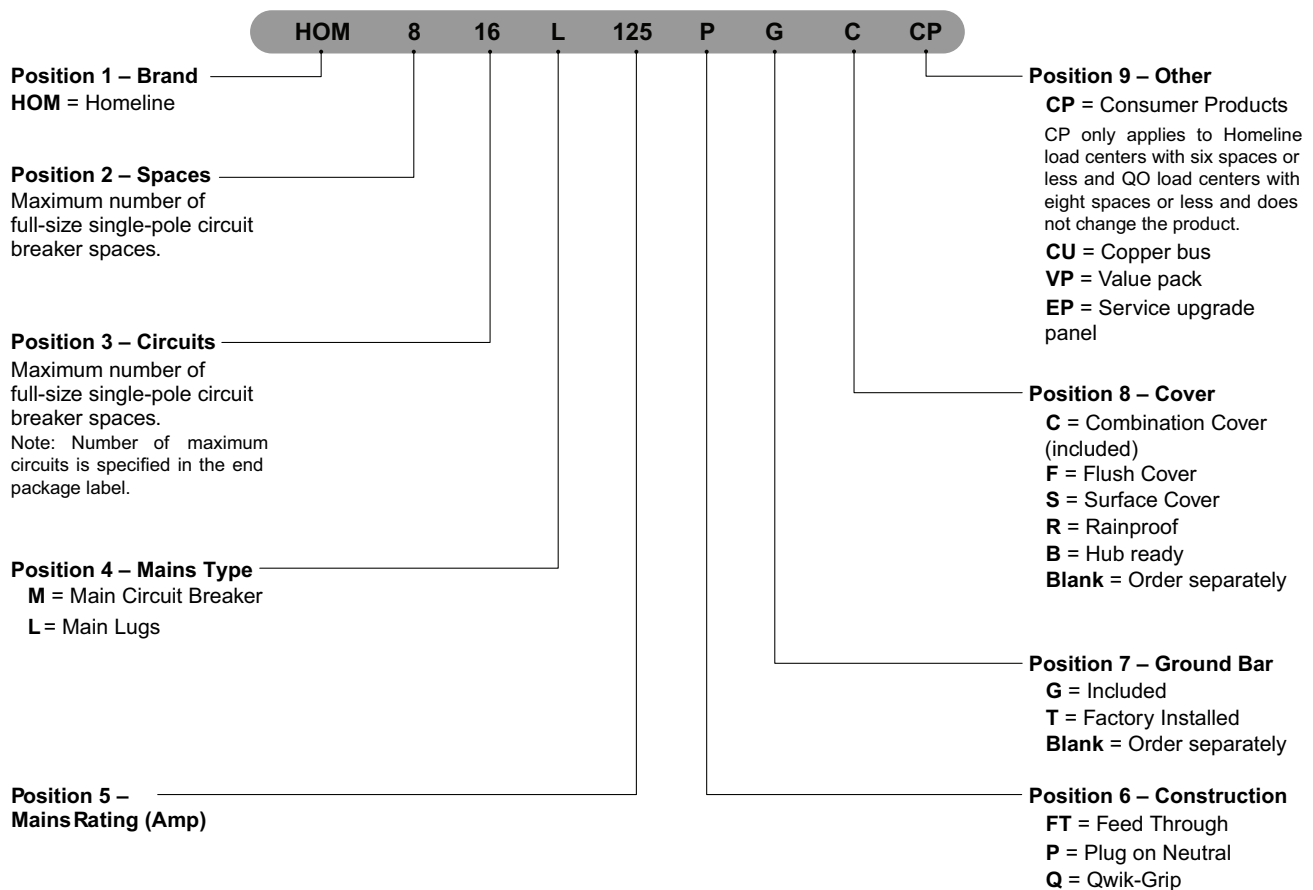 HOM 8 16 L 125 P G C CP
Position 1 – Brand
HOM = Homeline
Position 2 – Spaces
Maximum number of
full-size single-pole circuit
breaker spaces.
Position 3 – Circuits
Maximum number of
full-size single-pole circuit
breaker spaces.
Note: Number of maximum
circuits is specified in the end
package label.
Position 4 – Mains Type
M = Main Circuit Breaker
L = Main Lugs
Position 5 –
Mains Rating (Amp)
Position 9 – Other
CP = Consumer Products
CP only applies to Homeline
load centers with six spaces or
less and QO load centers with
eight spaces or less and does
not change the product.
CU = Copper bus
VP = Value pack
EP = Service upgrade
panel
Position 8 – Cover
C = Combination Cover
(included)
F = Flush Cover
S = Surface Cover
R = Rainproof
B = Hub ready
Blank = Order separately
Position 7 – Ground Bar
G = Included
T = Factory Installed
Blank = Order separately
Position 6 – Construction
FT = Feed Through
P = Plug on Neutral
Q = Qwik-Grip